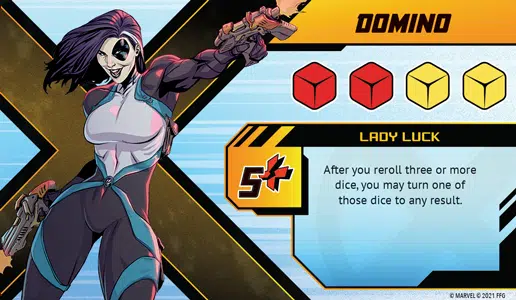 DOMINO
LADY LUCK
5
After you reroll three or more
dice, you may turn one of
those dice to any result.
© MARVEL © 2021 FFG